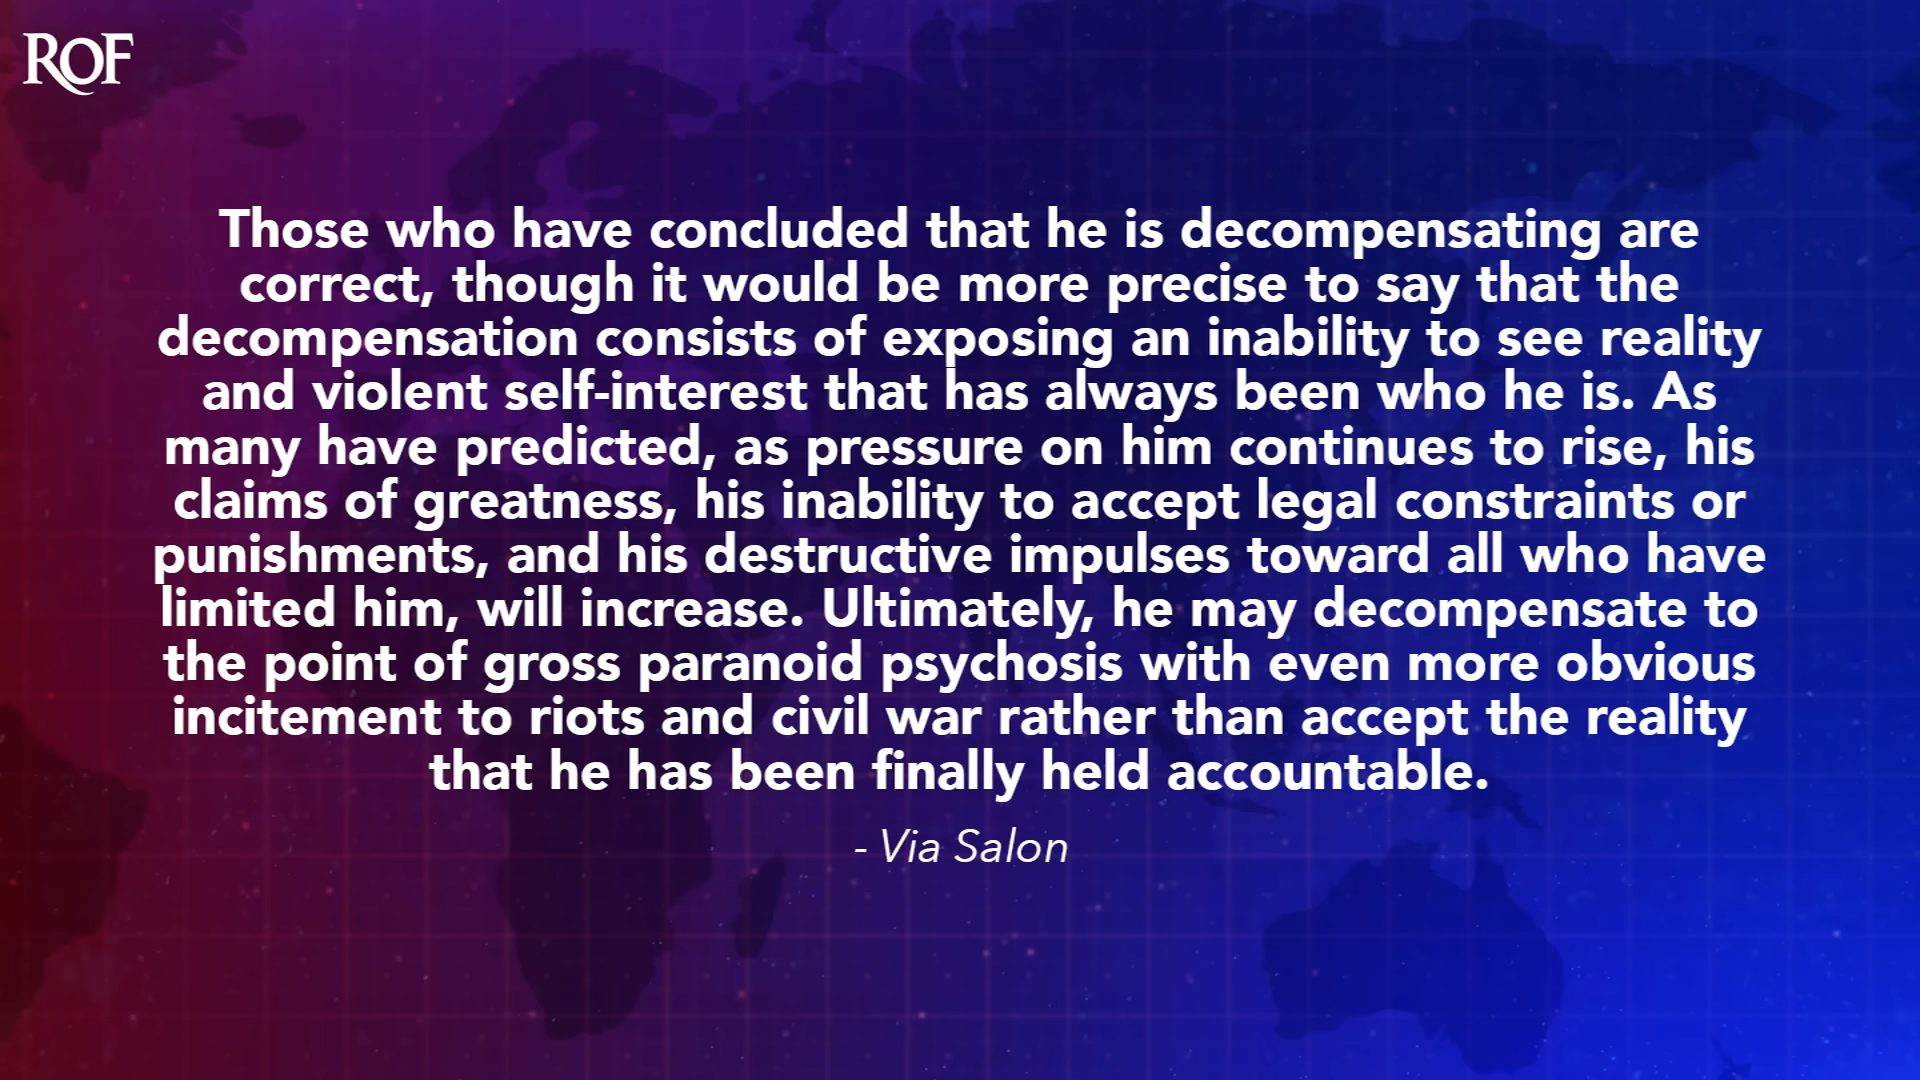 ROF
Those who have concluded that he is decompensating are
correct, though it would be more precise to say that the
decompensation consists of exposing an inability to see reality
and violent self-interest that has always been who he is. As
many have predicted, as pressure on him continues to rise, his
claims of greatness, his inability to accept legal constraints or
punishments, and his destructive impulses toward all who have
limited him, will increase. Ultimately, he may decompensate to
the point of gross paranoid psychosis with even more obvious
incitement to riots and civil war rather than accept the reality
that he has been finally held accountable.
- Via Salon